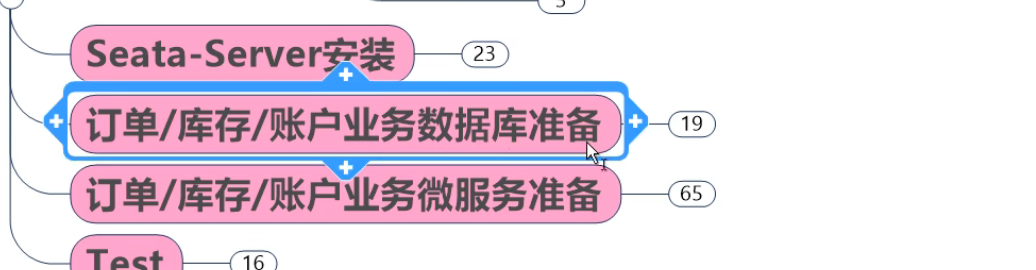 Seata-Server安装 23
订单/库存/账户业务数据库准备 19
订单/库存/账户业务微服务准备 65
Test 16